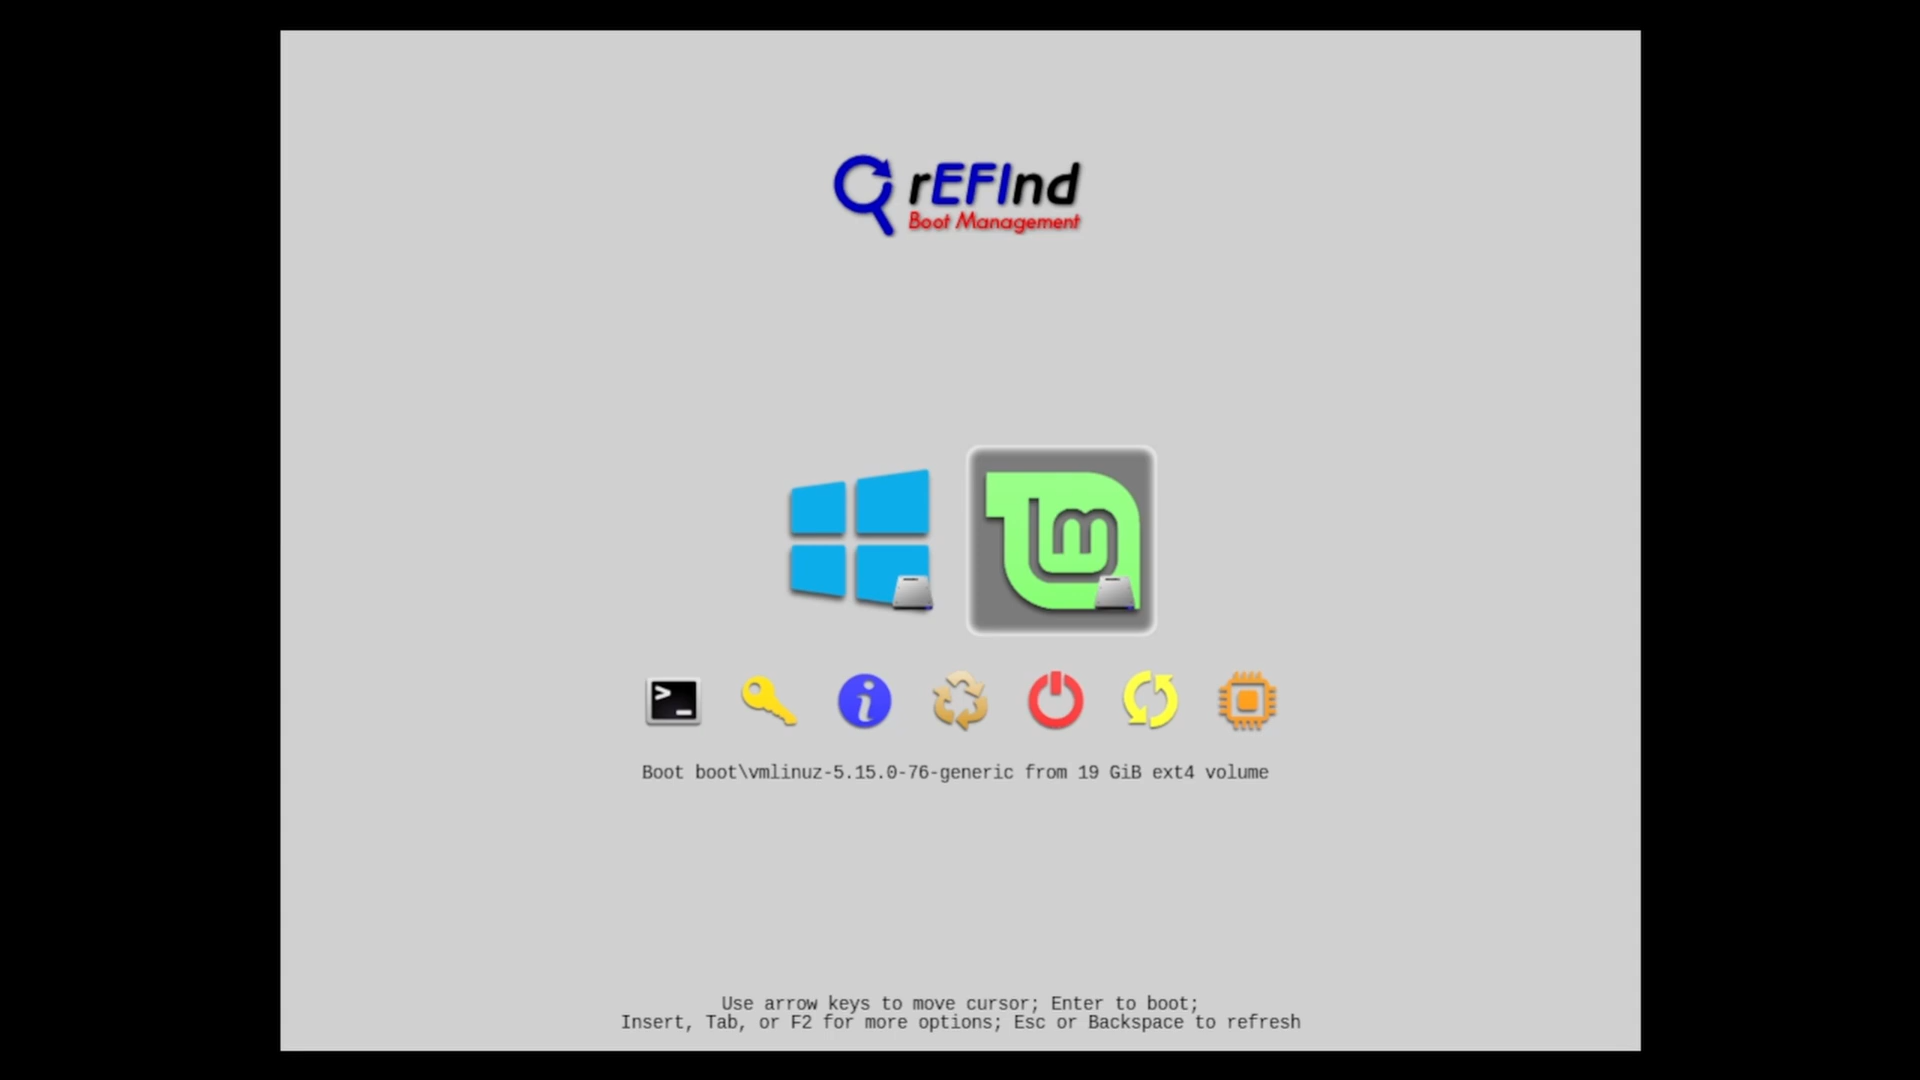 rEFInd
Boot Management
Boot boot\vmlinuz-5.15.0-76-generic from 19 GiB ext4 volume
Use arrow keys to move cursor; Enter to boot;
Insert, Tab, or F2 for more options; Esc or Backspace to refresh